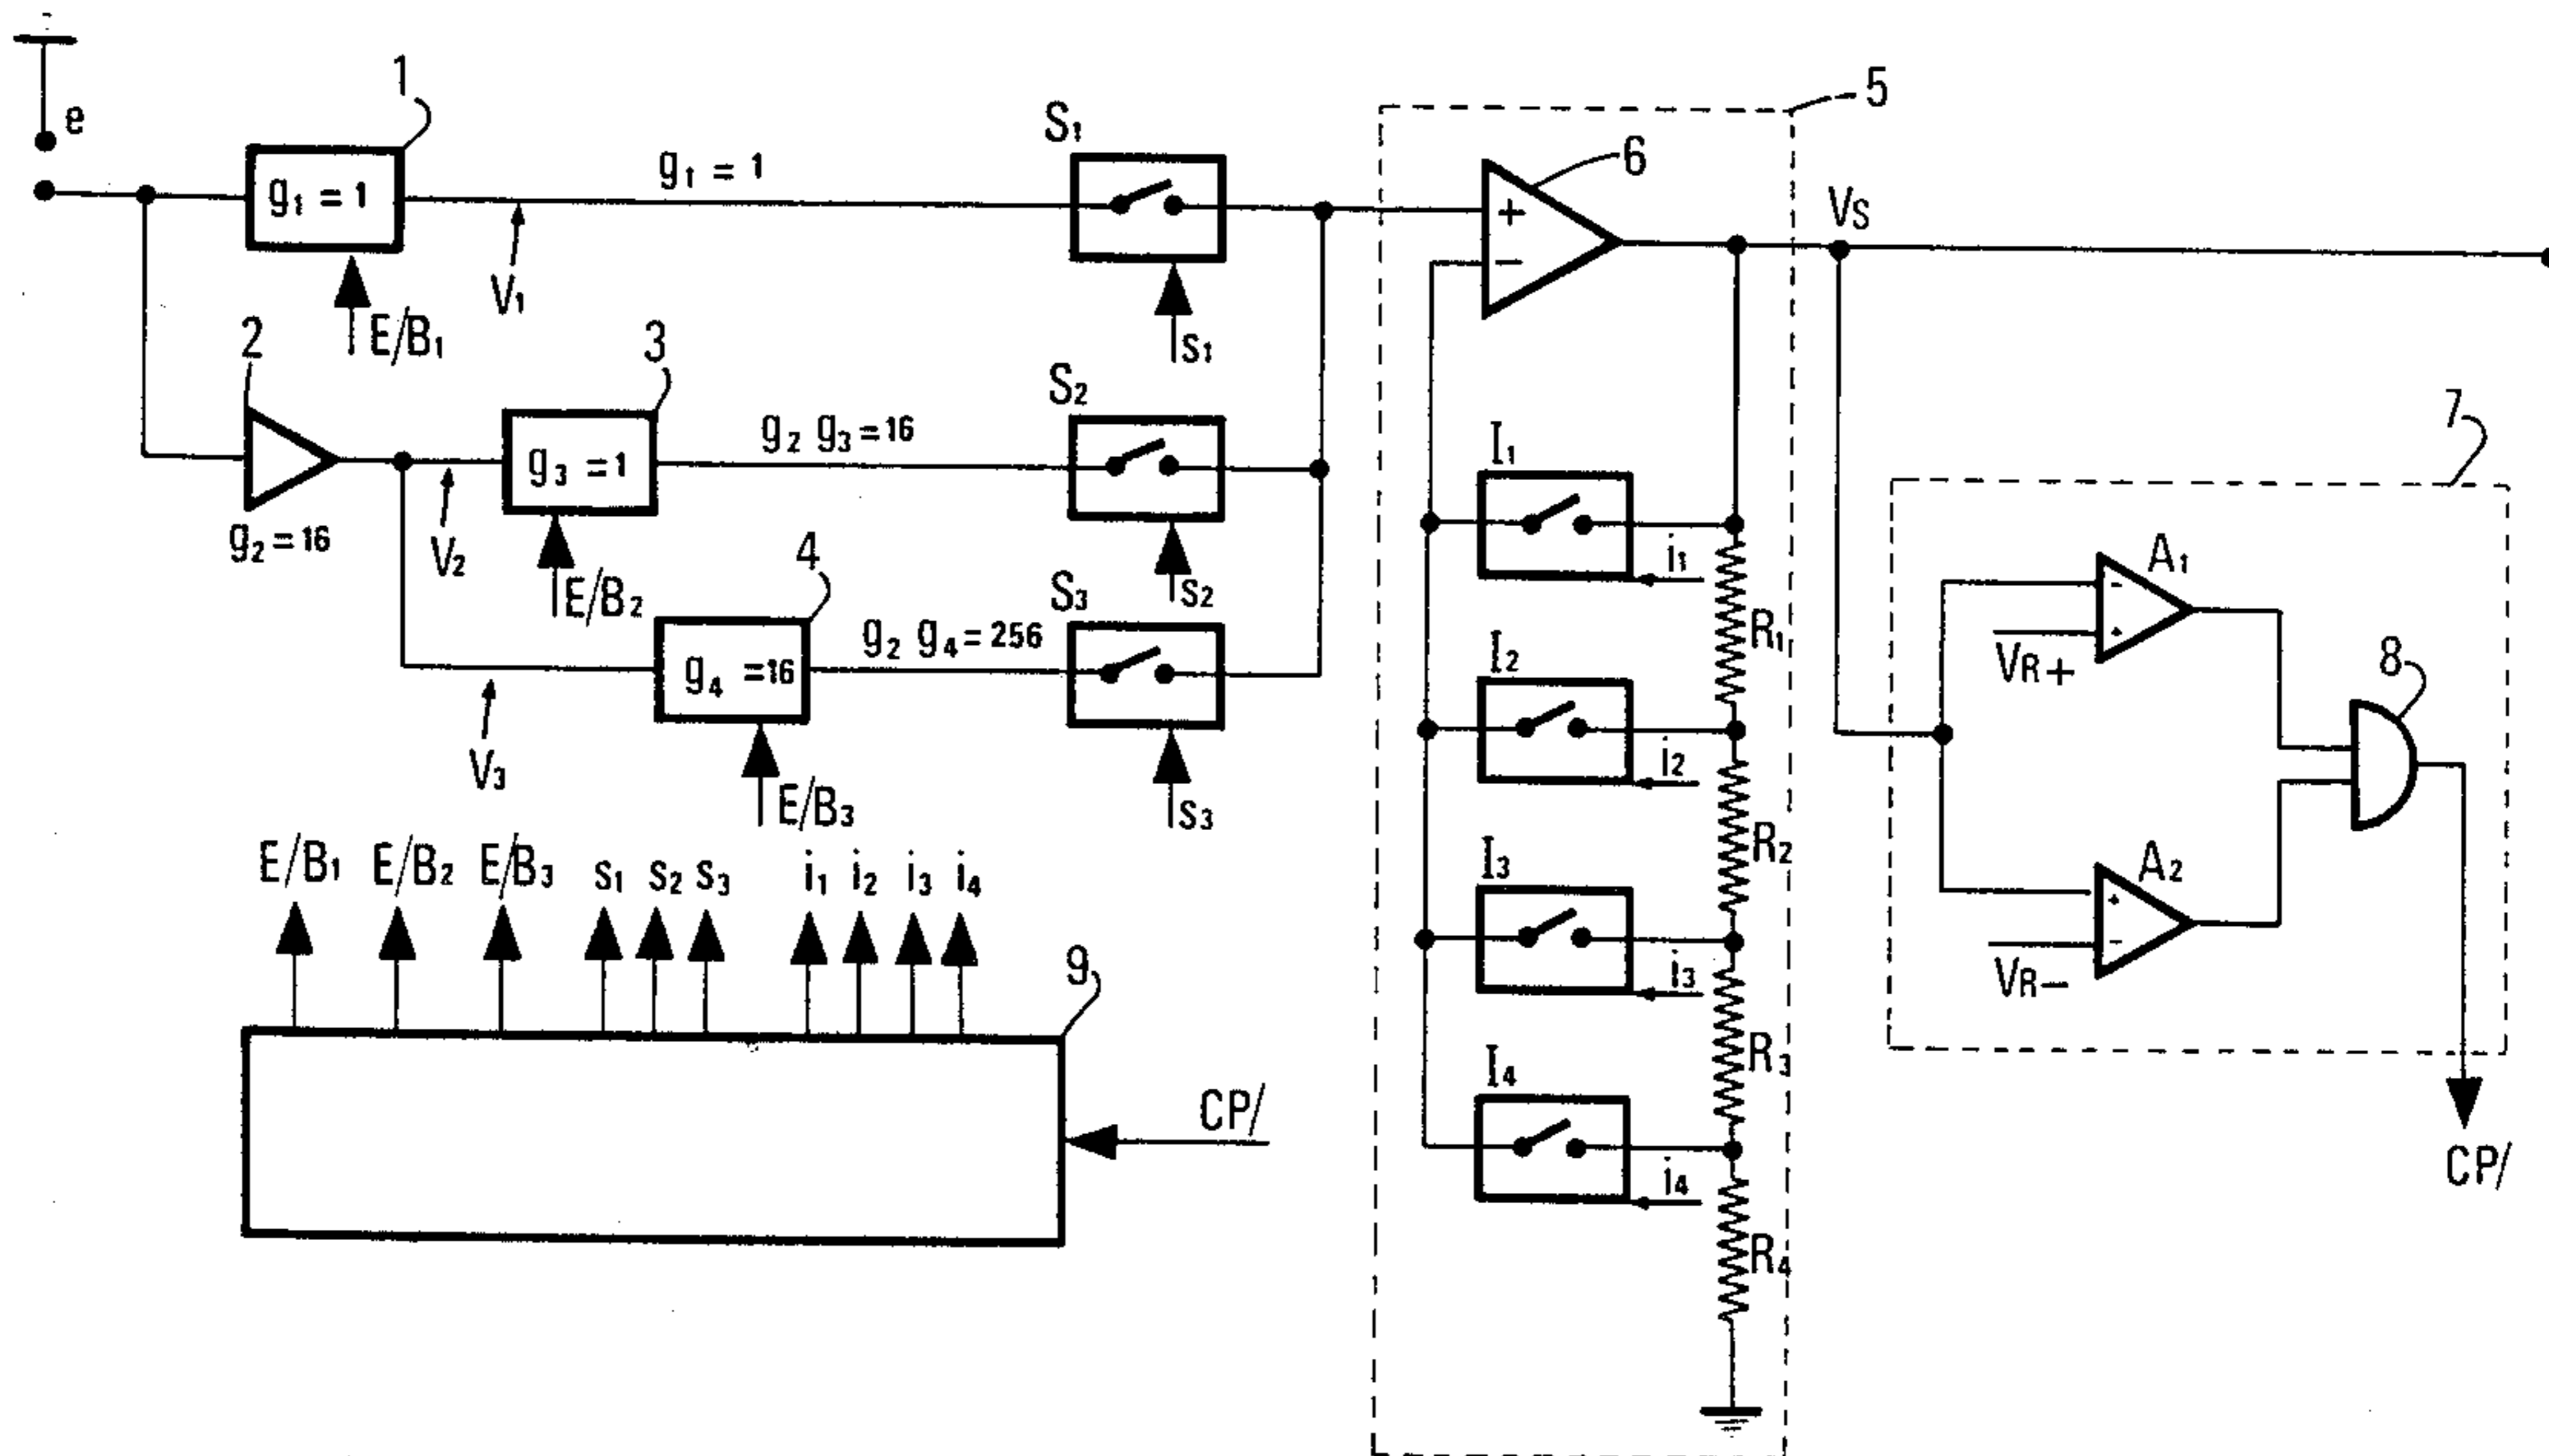 e
1
g₁ = 1
E/B₁
V₁
g₁ = 1
S₁
s₁
2
g₂ = 16
V₂
3
g₃ = 1
E/B₂
g₂ g₃ = 16
S₂
s₂
V₃
4
g₄ = 16
E/B₃
g₂ g₄ = 256
S₃
s₃
5
6
+
−
I₁
i₁
R₁
I₂
i₂
R₂
I₃
i₃
R₃
I₄
i₄
R₄
VS
7
A₁
-
+
VR+
A₂
+
-
VR−
8
CP/
E/B₁ E/B₂ E/B₃ s₁ s₂ s₃ i₁ i₂ i₃ i₄
9
CP/